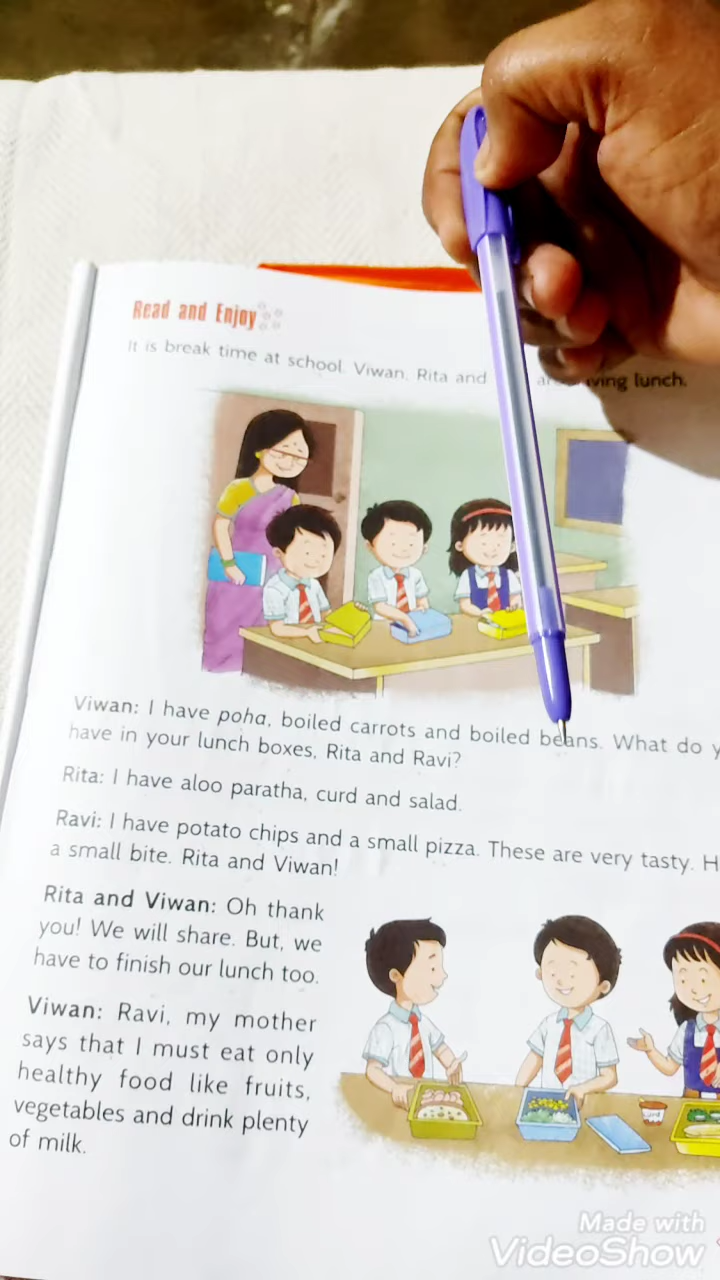 Read and Enjoy
It is break time at school. Viwan, Rita and lunch.
Viwan: I have poha, boiled carrots and boiled beans. What do
have in your lunch boxes, Rita and Ravi?
Rita: I have aloo paratha, curd and salad.
Ravi: I have potato chips and a small pizza. These are very tasty.
a small bite. Rita and Viwan!
Rita and Viwan: Oh thank
you! We will share. But, we
have to finish our lunch too.
Viwan: Ravi, my mother
says that I must eat only
healthy food like fruits,
vegetables and drink plenty
of milk.
Made with
VideoShow